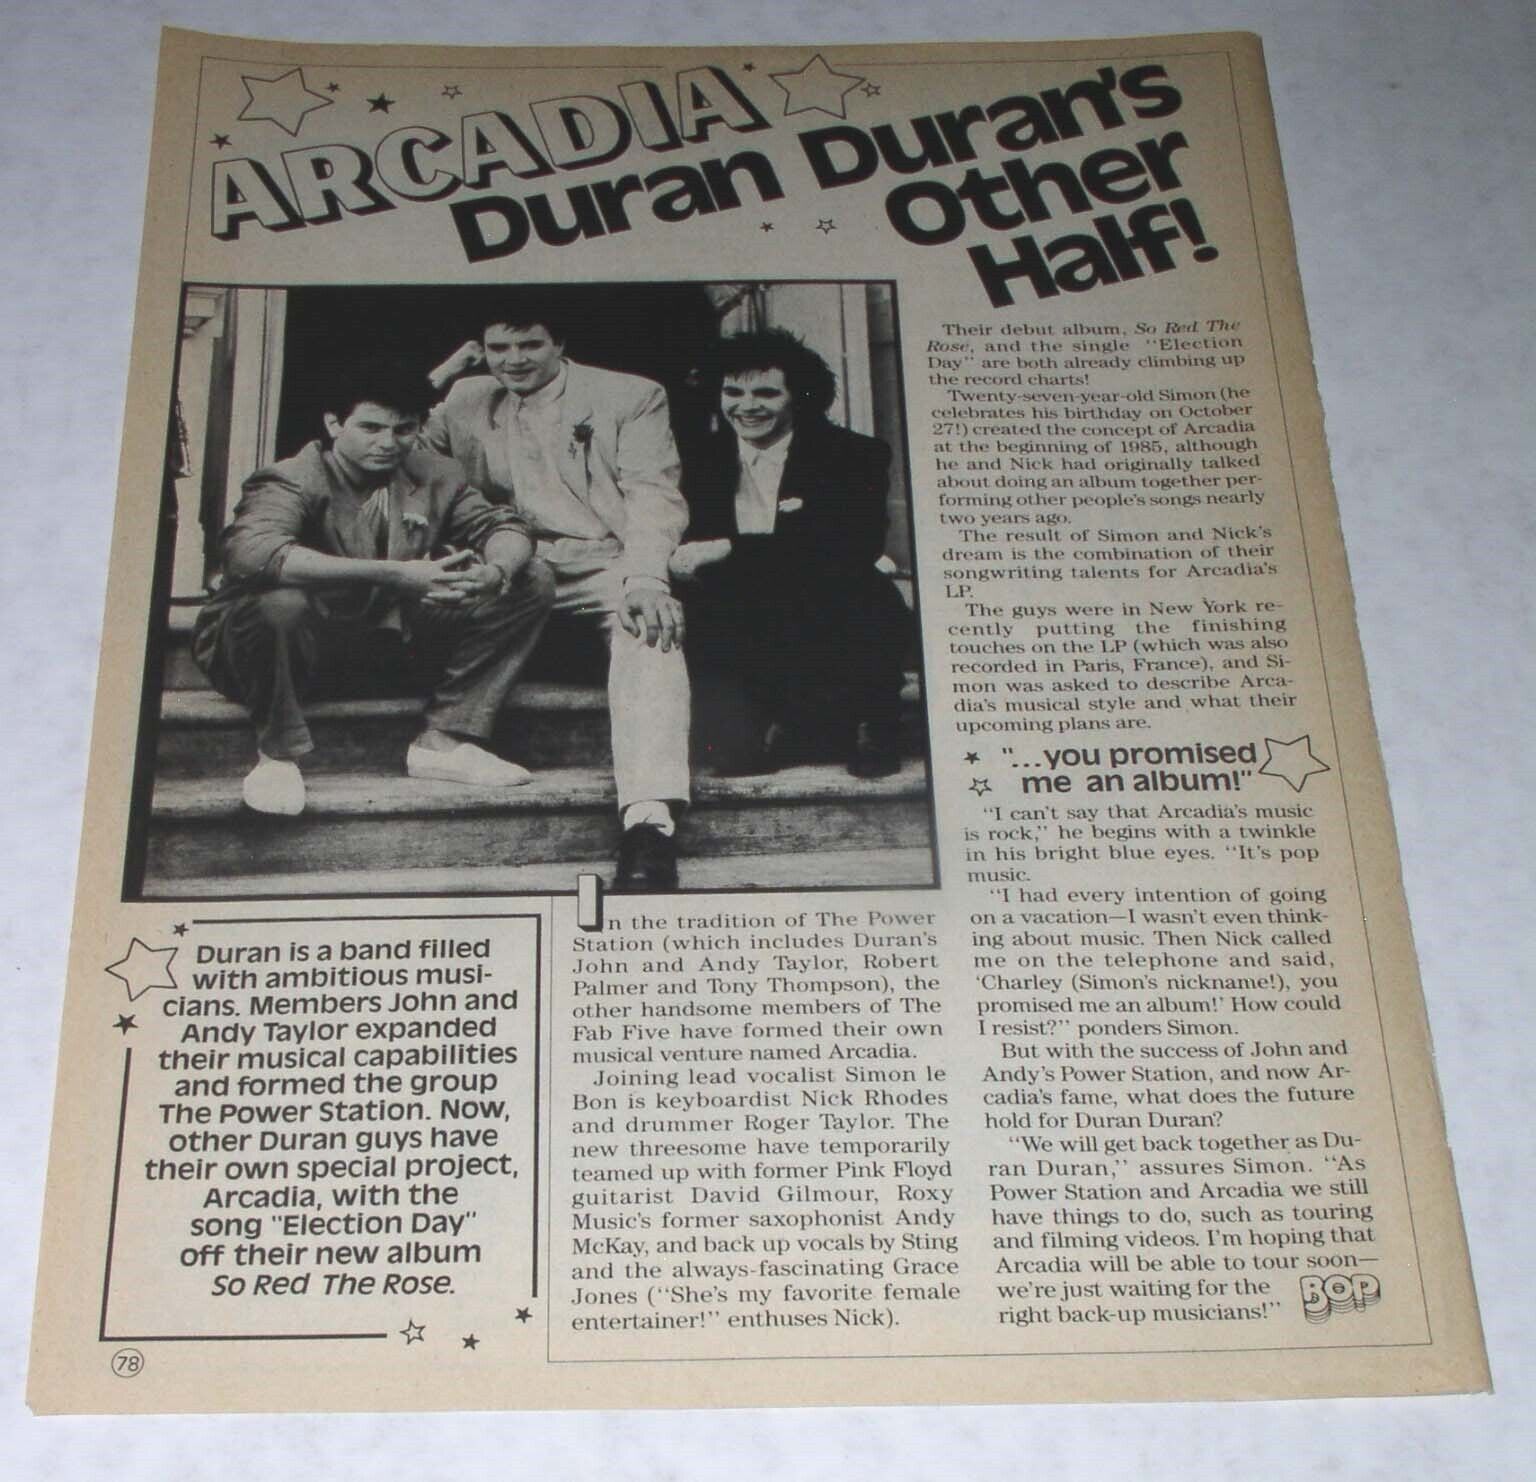 ARCADIA
Duran Duran's
Other
Half!
Duran is a band filled
with ambitious musi-
cians. Members John and
Andy Taylor expanded
their musical capabilities
and formed the group
The Power Station. Now,
other Duran guys have
their own special project,
Arcadia, with the
song "Election Day"
off their new album
So Red The Rose.
In the tradition of The Power
Station (which includes Duran's
John and Andy Taylor, Robert
Palmer and Tony Thompson), the
other handsome members of The
Fab Five have formed their own
musical venture named Arcadia.
Joining lead vocalist Simon le
Bon is keyboardist Nick Rhodes
and drummer Roger Taylor. The
new threesome have temporarily
teamed up with former Pink Floyd
guitarist David Gilmour, Roxy
Music's former saxophonist Andy
McKay, and back up vocals by Sting
and the always-fascinating Grace
Jones ("She's my favorite female
entertainer!" enthuses Nick).
Their debut album, So Red The
Rose, and the single "Election
Day" are both already climbing up
the record charts!
Twenty-seven-year-old Simon (he
celebrates his birthday on October
27!) created the concept of Arcadia
at the beginning of 1985, although
he and Nick had originally talked
about doing an album together per-
forming other people's songs nearly
two years ago.
The result of Simon and Nick's
dream is the combination of their
songwriting talents for Arcadia's
LP.
The guys were in New York re-
cently putting the finishing
touches on the LP (which was also
recorded in Paris, France), and Si-
mon was asked to describe Arca-
dia's musical style and what their
upcoming plans are.
"...you promised
me an album!"
"I can't say that Arcadia's music
is rock," he begins with a twinkle
in his bright blue eyes. "It's pop
music.
"I had every intention of going
on a vacation—I wasn't even think-
ing about music. Then Nick called
me on the telephone and said,
'Charley (Simon's nickname!), you
promised me an album!' How could
I resist?" ponders Simon.
But with the success of John and
Andy's Power Station, and now Ar-
cadia's fame, what does the future
hold for Duran Duran?
"We will get back together as Du-
ran Duran," assures Simon. "As
Power Station and Arcadia we still
have things to do, such as touring
and filming videos. I'm hoping that
Arcadia will be able to tour soon—
we're just waiting for the
right back-up musicians!"
BOP
78